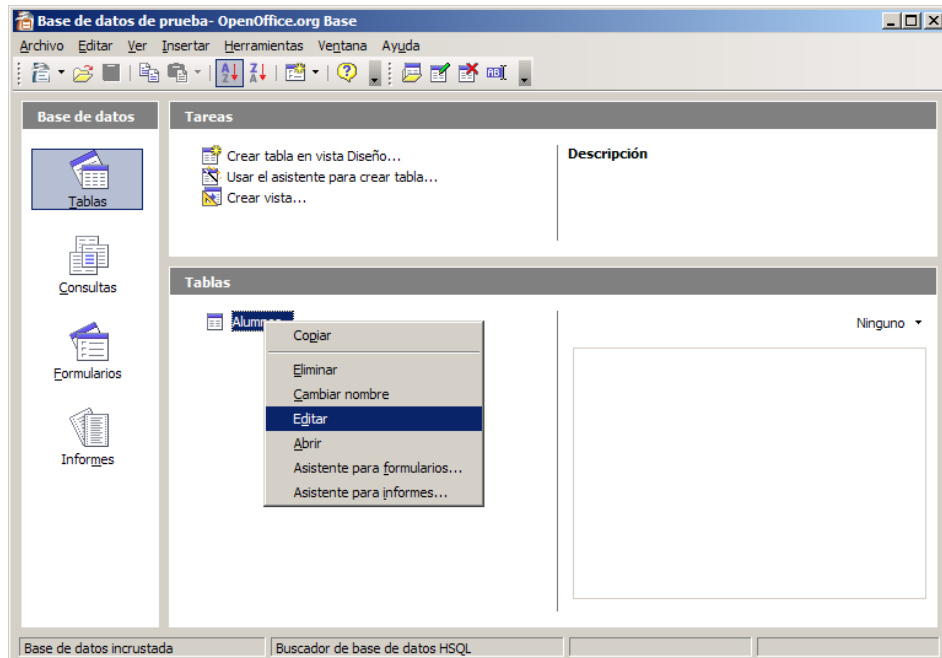 Base de datos de prueba- OpenOffice.org Base
Archivo Editar Ver Insertar Herramientas Ventana Ayuda
Base de datos
Tareas
Tablas
Consultas
Formularios
Informes
Crear tabla en vista Diseño...
Usar el asistente para crear tabla...
Crear vista...
Descripción
Tablas
Ninguno
Copiar
Eliminar
Cambiar nombre
Editar
Abrir
Asistente para formularios...
Asistente para informes...
Base de datos incrustada
Buscador de base de datos HSQL